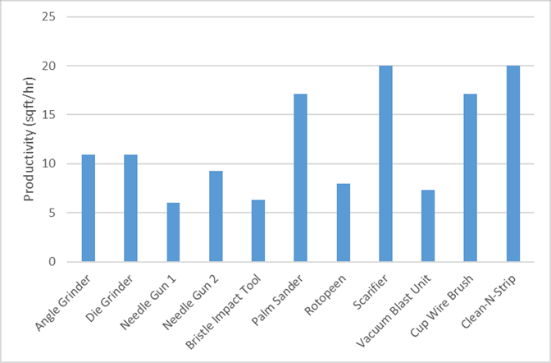 25
20
15
10
5
0
Productivity (sqft/hr)
Angle Grinder
Die Grinder
Needle Gun 1
Needle Gun 2
Bristle Impact Tool
Palm Sander
Rotopeen
Scarifier
Vacuum Blast Unit
Cup Wire Brush
Clean-N-Strip